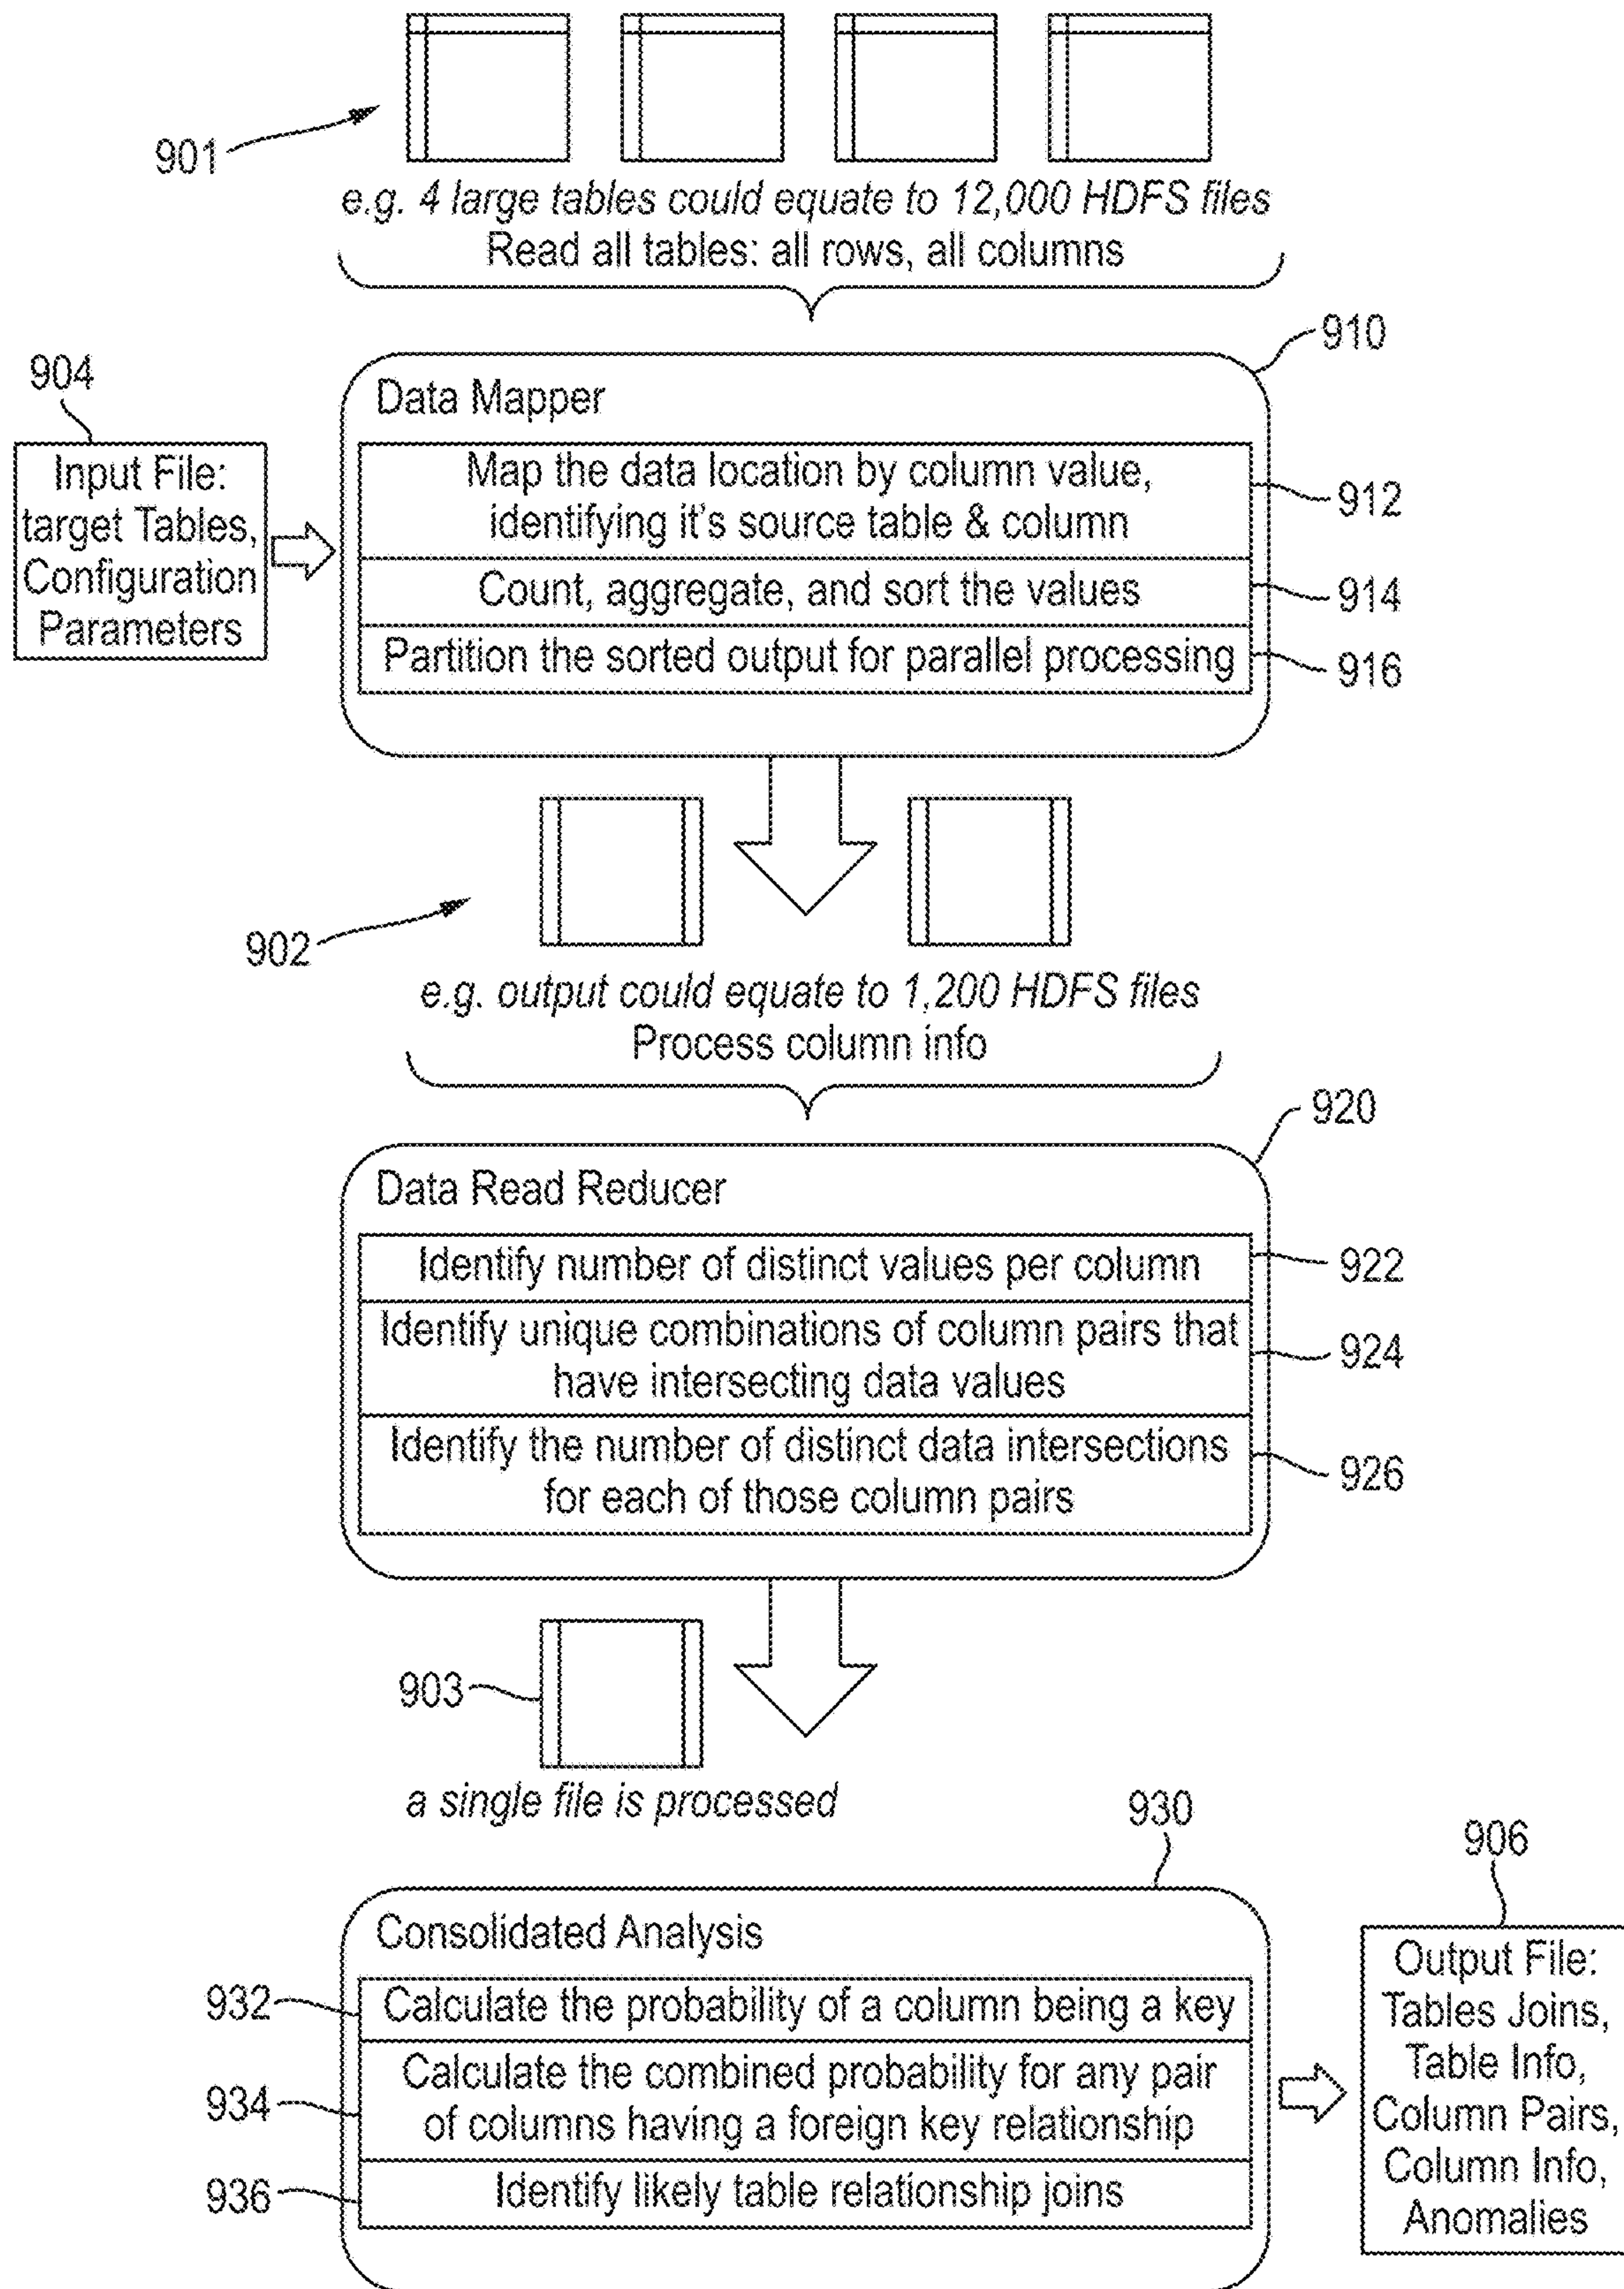 901
e.g. 4 large tables could equate to 12,000 HDFS files
Read all tables: all rows, all columns
910
904
Data Mapper
Input File:
target Tables,
Configuration
Parameters
Map the data location by column value,
identifying it's source table & column
912
Count, aggregate, and sort the values
914
Partition the sorted output for parallel processing
916
902
e.g. output could equate to 1,200 HDFS files
Process column info
920
Data Read Reducer
Identify number of distinct values per column
922
Identify unique combinations of column pairs that
have intersecting data values
924
Identify the number of distinct data intersections
for each of those column pairs
926
903
a single file is processed
930
906
Consolidated Analysis
932
Calculate the probability of a column being a key
934
Calculate the combined probability for any pair
of columns having a foreign key relationship
936
Identify likely table relationship joins
Output File:
Tables Joins,
Table Info,
Column Pairs,
Column Info,
Anomalies